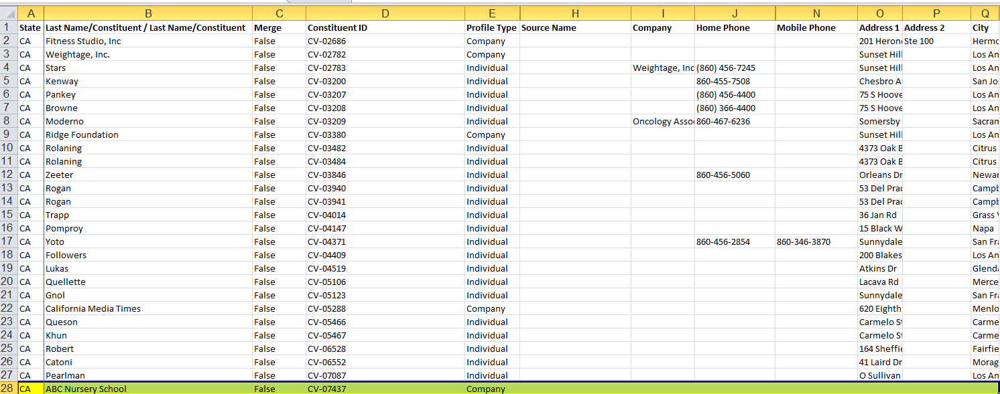 A B C D E H I J N O P Q
1 State Last Name/Constituent / Last Name/Constituent Merge Constituent ID Profile Type Source Name Company Home Phone Mobile Phone Address 1 Address 2 City
2 CA Fitness Studio, Inc False CV-02686 Company 201 Heron Ste 100 Hermo
3 CA Weightage, Inc. False CV-02782 Company Sunset Hill Los An
4 CA Stars False CV-02783 Individual Weightage, Inc (860) 456-7245 Sunset Hill Los An
5 CA Kenway False CV-03200 Individual 860-455-7508 Chesbro A San Jo
6 CA Pankey False CV-03207 Individual (860) 456-4400 75 S Hoove Los An
7 CA Browne False CV-03208 Individual (860) 366-4400 75 S Hoove Los An
8 CA Moderno False CV-03209 Individual Oncology Asso 860-467-6236 Somersby Sacran
9 CA Ridge Foundation False CV-03380 Company Sunset Hill Los An
10 CA Rolaning False CV-03482 Individual 4373 Oak B Citrus
11 CA Rolaning False CV-03484 Individual 4373 Oak B Citrus
12 CA Zeeter False CV-03846 Individual 860-456-5060 Orleans Dr Newar
13 CA Rogan False CV-03940 Individual 53 Del Prac Campb
14 CA Rogan False CV-03941 Individual 53 Del Prac Campb
15 CA Trapp False CV-04014 Individual 36 Jan Rd Grass
16 CA Pomproy False CV-04147 Individual 15 Black W Napa
17 CA Yoto False CV-04371 Individual 860-456-2854 860-346-3870 Sunnydale San Fr
18 CA Followers False CV-04409 Individual 200 Blakes Los An
19 CA Lukas False CV-04519 Individual Atkins Dr Glend
20 CA Quellette False CV-05106 Individual Lacava Rd Merce
21 CA Gnol False CV-05123 Individual Sunnydale San Fr
22 CA California Media Times False CV-05288 Company 620 Eighth Menlo
23 CA Queson False CV-05466 Individual Carmelo St Carme
24 CA Khun False CV-05467 Individual Carmelo St Carme
25 CA Robert False CV-06528 Individual 164 Sheffie Fairfie
26 CA Catoni False CV-06552 Individual 41 Laird Dr Morag
27 CA Pearlman False CV-07087 Individual O Sullivan Los An
28 CA ABC Nursery School False CV-07437 Company